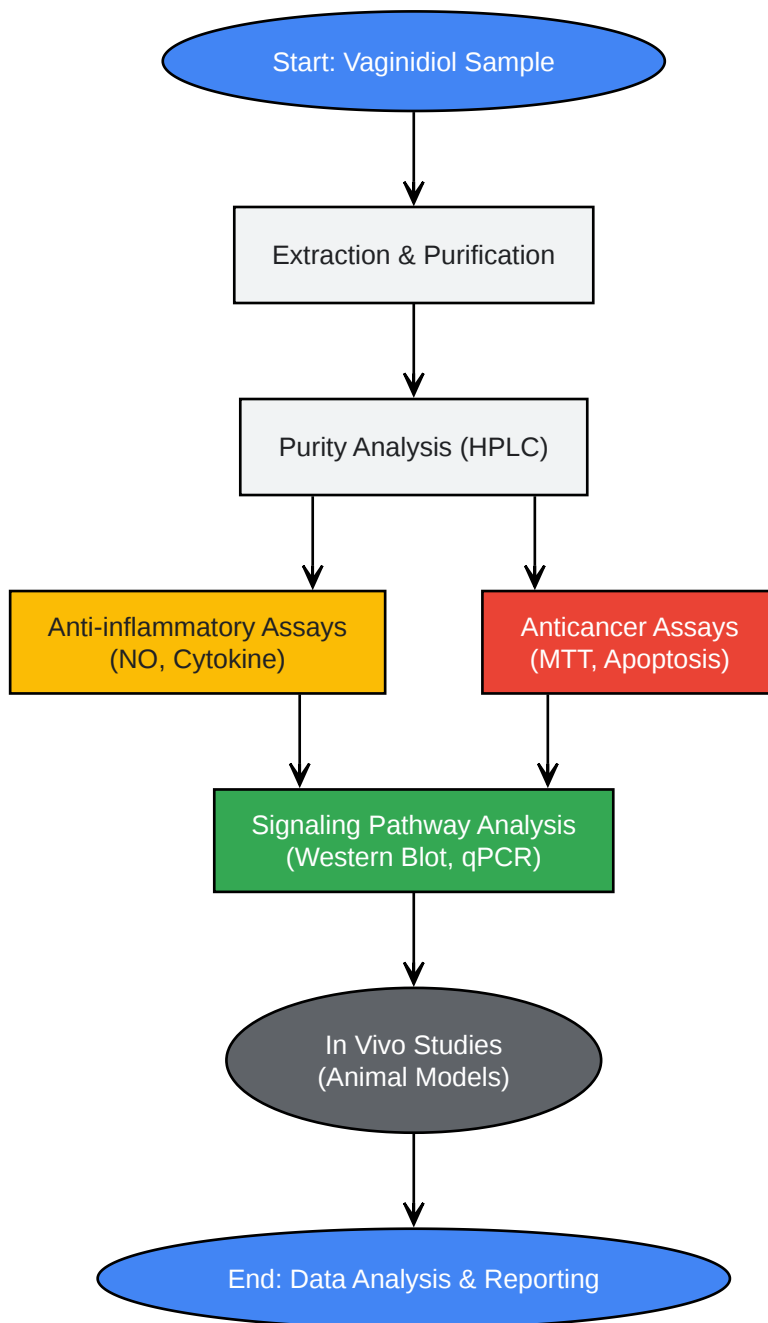 Start: Vaginidiol Sample
Extraction & Purification
Purity Analysis (HPLC)
Anti-inflammatory Assays
(NO, Cytokine)
Anticancer Assays
(MTT, Apoptosis)
Signaling Pathway Analysis
(Western Blot, qPCR)
In Vivo Studies
(Animal Models)
End: Data Analysis & Reporting